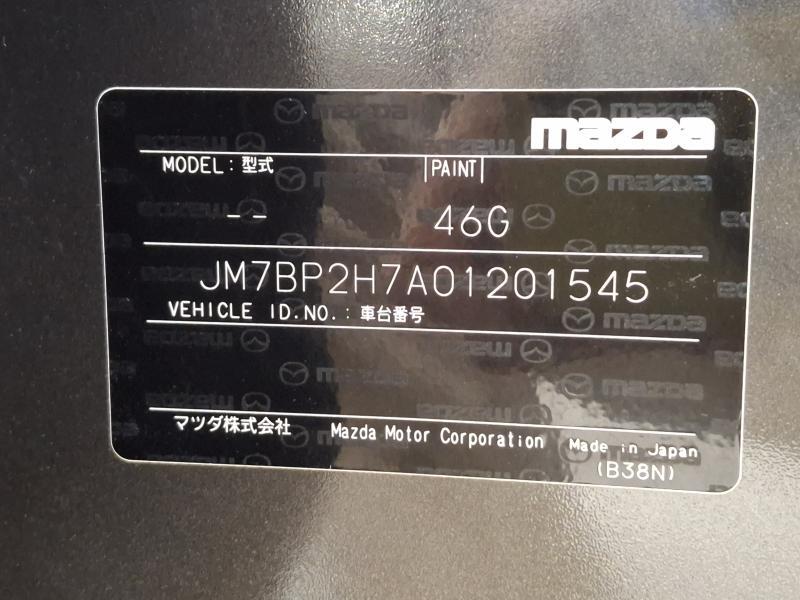 mazda
MODEL : 型式 PAINT
-- 46G
JM7BP2H7A01201545
VEHICLE ID.NO. : 車台番号
マツダ株式会社 Mazda Motor Corporation Made in Japan
(B38N)